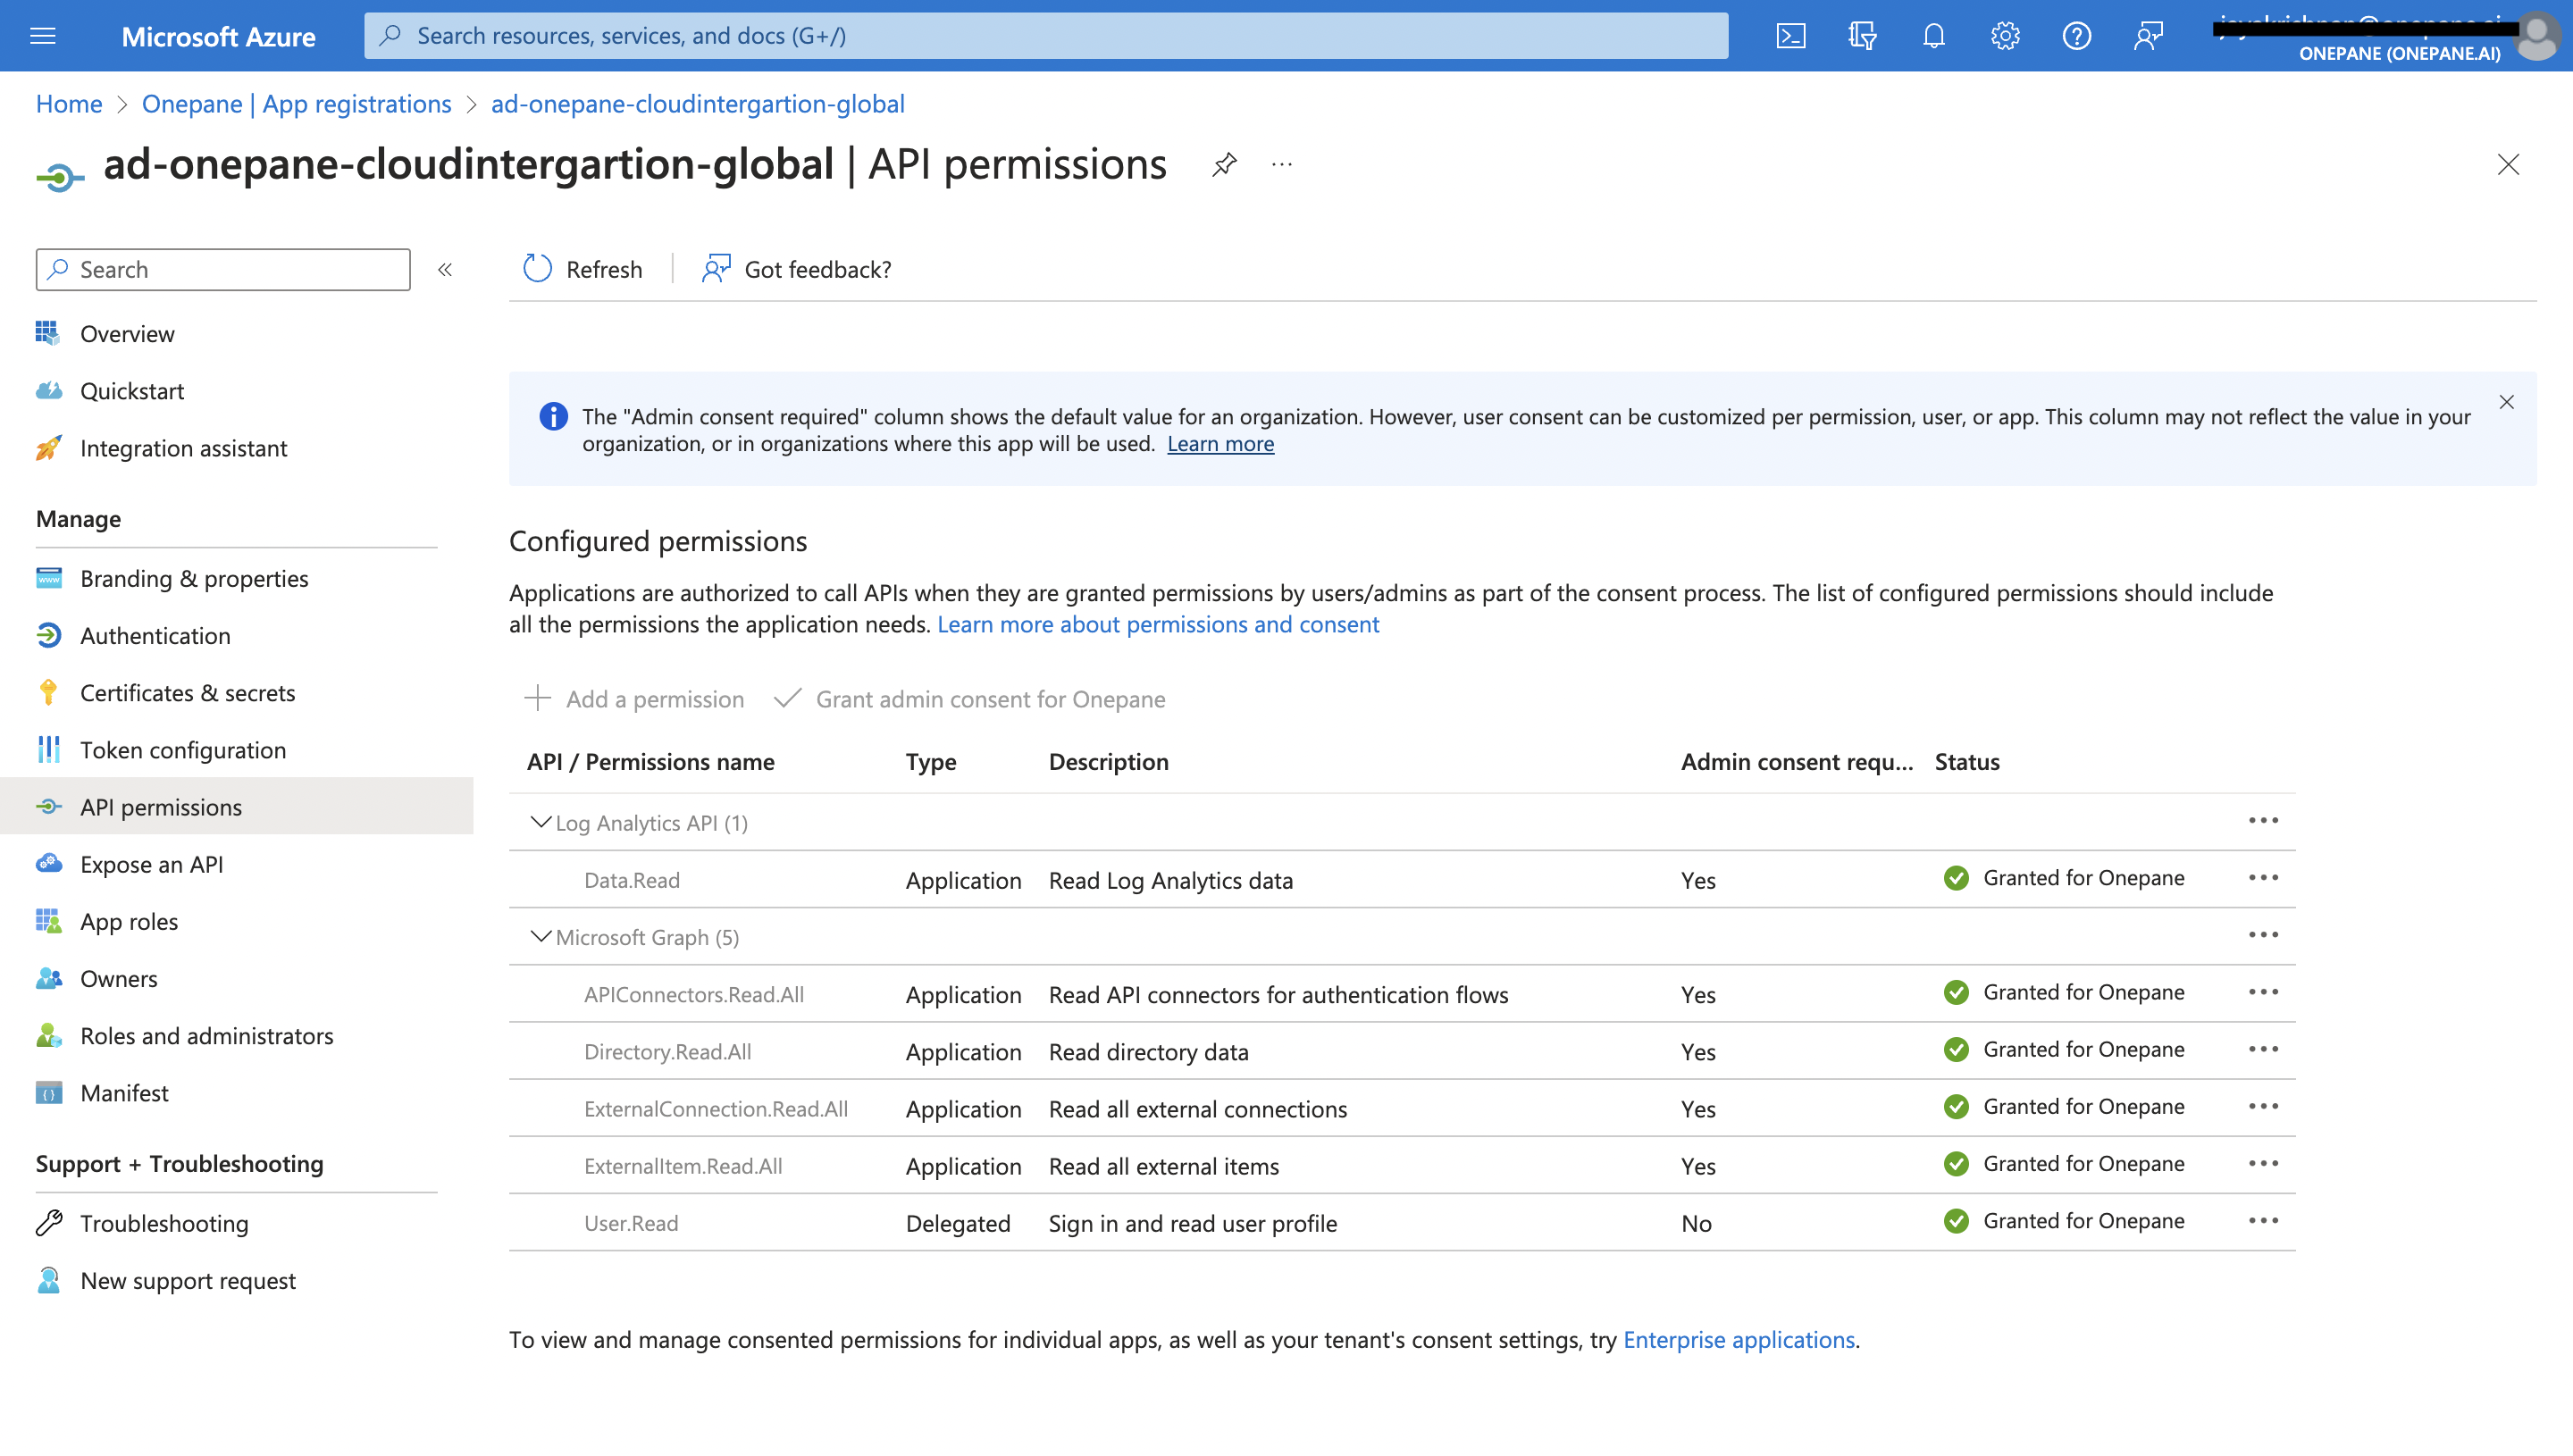 Microsoft Azure
Search resources, services, and docs (G+/)
ONEPANE (ONEPANE.AI)
Home > Onepane | App registrations > ad-onepane-cloudintergartion-global
ad-onepane-cloudintergartion-global | API permissions
Search
Refresh
Got feedback?
Overview
Quickstart
Integration assistant
Manage
Branding & properties
Authentication
Certificates & secrets
Token configuration
API permissions
Expose an API
App roles
Owners
Roles and administrators
Manifest
Support + Troubleshooting
Troubleshooting
New support request
The "Admin consent required" column shows the default value for an organization. However, user consent can be customized per permission, user, or app. This column may not reflect the value in your
organization, or in organizations where this app will be used. Learn more
Configured permissions
Applications are authorized to call APIs when they are granted permissions by users/admins as part of the consent process. The list of configured permissions should include
all the permissions the application needs. Learn more about permissions and consent
Add a permission
Grant admin consent for Onepane
API / Permissions name Type Description Admin consent requ... Status
Log Analytics API (1)
Data.Read Application Read Log Analytics data Yes Granted for Onepane
Microsoft Graph (5)
APIConnectors.Read.All Application Read API connectors for authentication flows Yes Granted for Onepane
Directory.Read.All Application Read directory data Yes Granted for Onepane
ExternalConnection.Read.All Application Read all external connections Yes Granted for Onepane
ExternalItem.Read.All Application Read all external items Yes Granted for Onepane
User.Read Delegated Sign in and read user profile No Granted for Onepane
To view and manage consented permissions for individual apps, as well as your tenant's consent settings, try Enterprise applications.